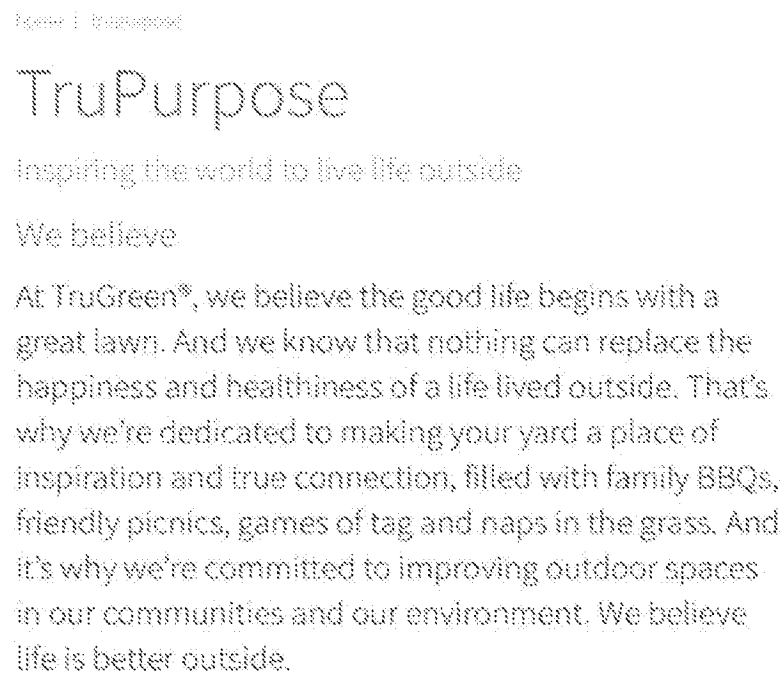 home | trupurpose
TruPurpose
Inspiring the world to live life outside
We believe
At TruGreen®, we believe the good life begins with a
great lawn. And we know that nothing can replace the
happiness and healthiness of a life lived outside. That's
why we're dedicated to making your yard a place of
inspiration and true connection, filled with family BBQs,
friendly picnics, games of tag and naps in the grass. And
it's why we're committed to improving outdoor spaces
in our communities and our environment. We believe
life is better outside.